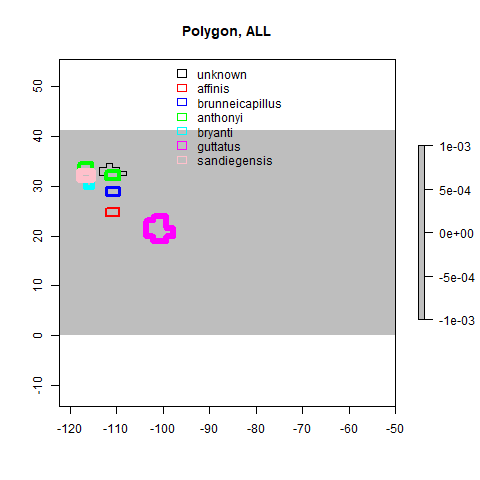 Polygon, ALL
unknown
affinis
brunneicapillus
anthonyi
bryanti
guttatus
sandiegensis
50
40
30
20
10
0
-10
-120 -110 -100 -90 -80 -70 -60 -50
1e-03
5e-04
0e+00
-5e-04
-1e-03